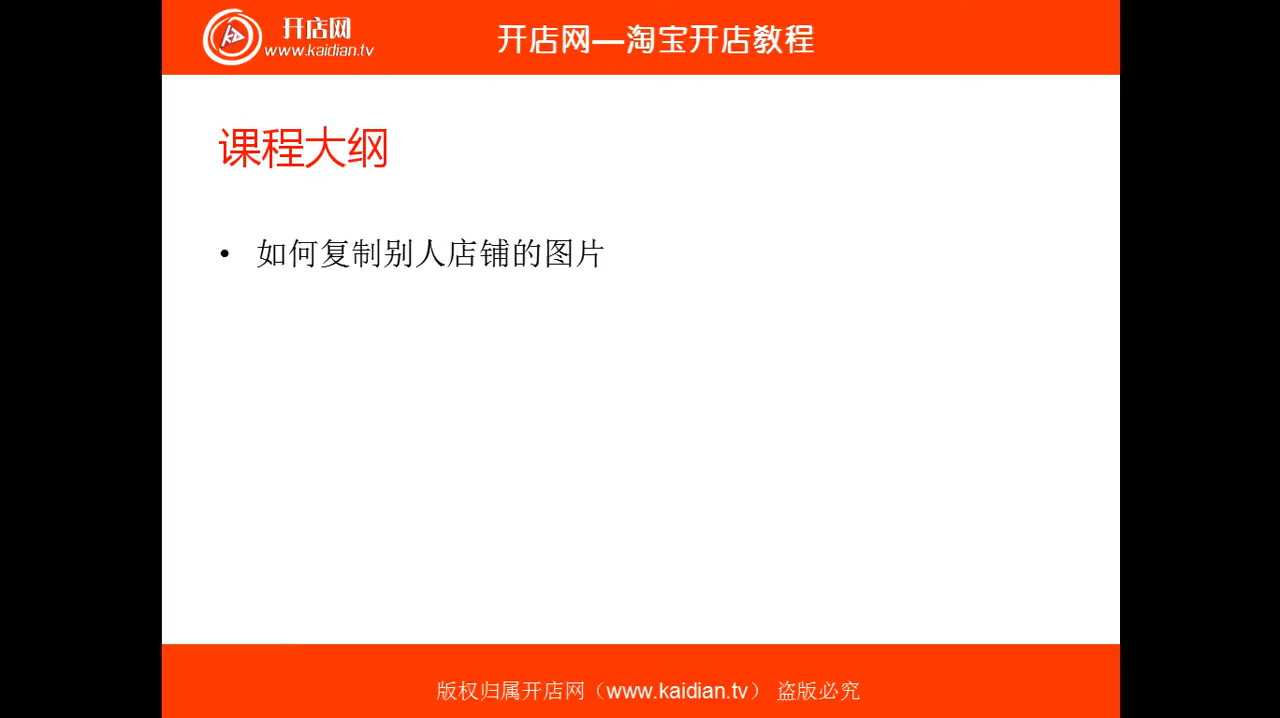 开店网
www.kaidian.tv
开店网—淘宝开店教程
课程大纲
• 如何复制别人店铺的图片
版权归属开店网（www.kaidian.tv） 盗版必究